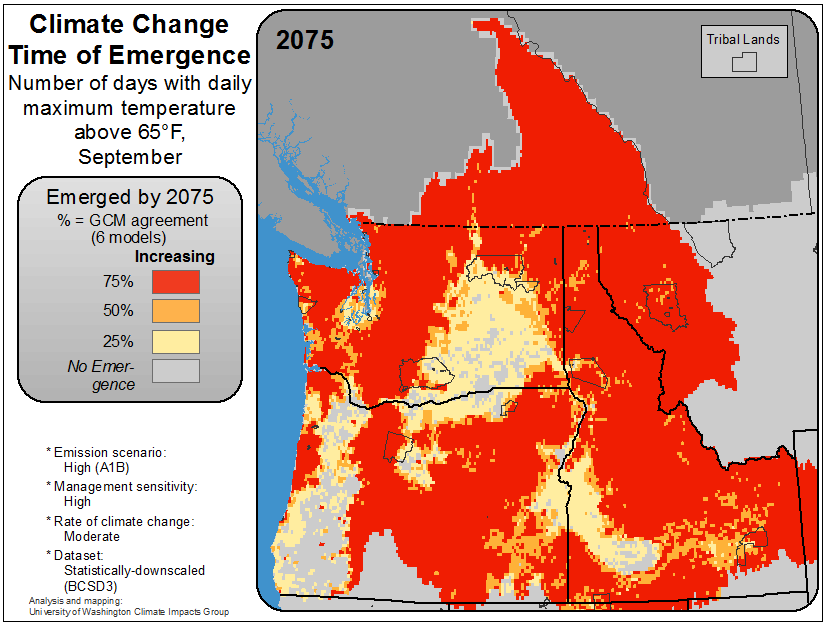 Climate Change
Time of Emergence
Number of days with daily
maximum temperature
above 65°F,
September
Emerged by 2075
% = GCM agreement
(6 models)
Increasing
75%
50%
25%
No Emer-
gence
* Emission scenario:
High (A1B)
* Management sensitivity:
High
* Rate of climate change:
Moderate
* Dataset:
Statistically-downscaled
(BCSD3)
Analysis and mapping:
University of Washington Climate Impacts Group
2075
Tribal Lands